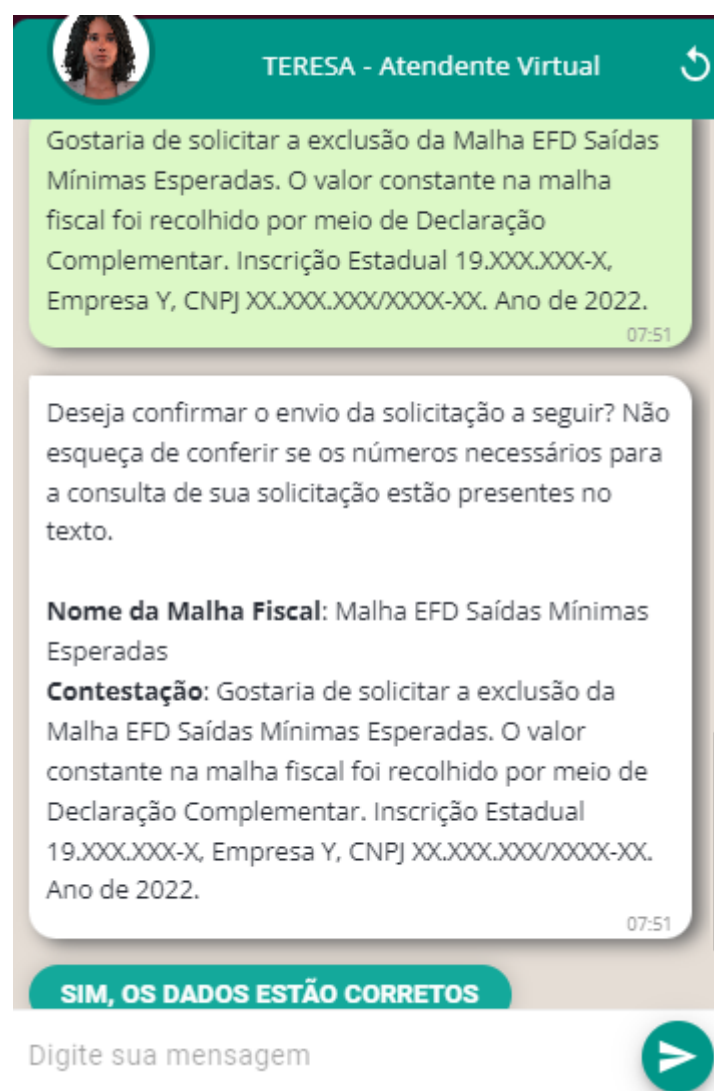 TERESA - Atendente Virtual
Gostaria de solicitar a exclusão da Malha EFD Saídas
Mínimas Esperadas. O valor constante na malha
fiscal foi recolhido por meio de Declaração
Complementar. Inscrição Estadual 19.XXX.XXX-X,
Empresa Y, CNPJ XX.XXX.XXX/XXXX-XX. Ano de 2022.
07:51
Deseja confirmar o envio da solicitação a seguir? Não
esqueça de conferir se os números necessários para
a consulta de sua solicitação estão presentes no
texto.
Nome da Malha Fiscal: Malha EFD Saídas Mínimas
Esperadas
Contestação: Gostaria de solicitar a exclusão da
Malha EFD Saídas Mínimas Esperadas. O valor
constante na malha fiscal foi recolhido por meio de
Declaração Complementar. Inscrição Estadual
19.XXX.XXX-X, Empresa Y, CNPJ XX.XXX.XXX/XXXX-XX.
Ano de 2022.
07:51
SIM, OS DADOS ESTÃO CORRETOS
Digite sua mensagem